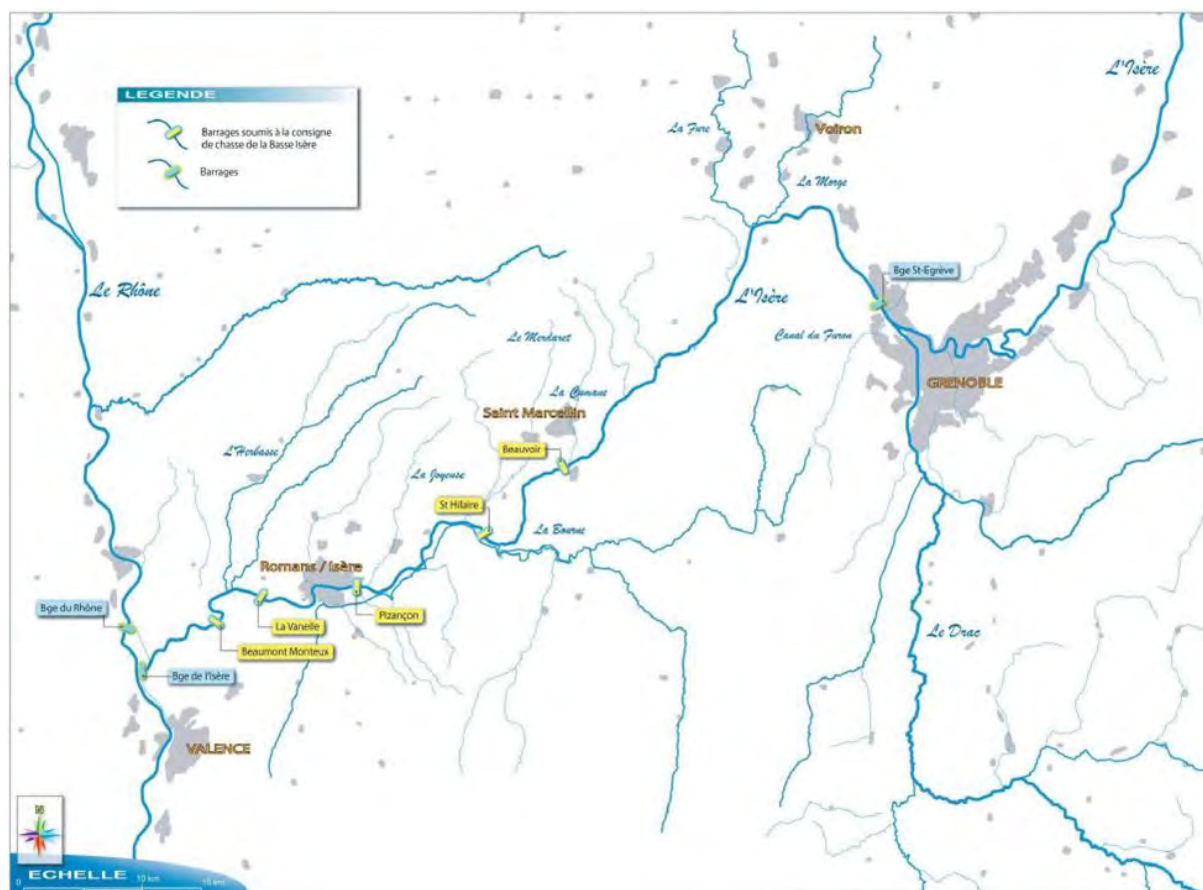 LEGENDE
Barrages soumis à la consigne
de chasse de la Basse Isère
Barrages
L'Isère
La Fure
Voiron
La Morge
Bge St-Egrève
Le Rhône
L'Isère
Canal du Furon
Le Merdaret
GRENOBLE
La Cumane
Saint Marcellin
Beauvoir
L'Herbasse
La Joyeuse
St Hilaire
La Bourne
Romans / Isère
Bge du Rhône
Pizançon
La Vanelle
Le Drac
Beaumont Monteux
Bge de l'Isère
VALENCE
ECHELLE
0 10 km 15 km